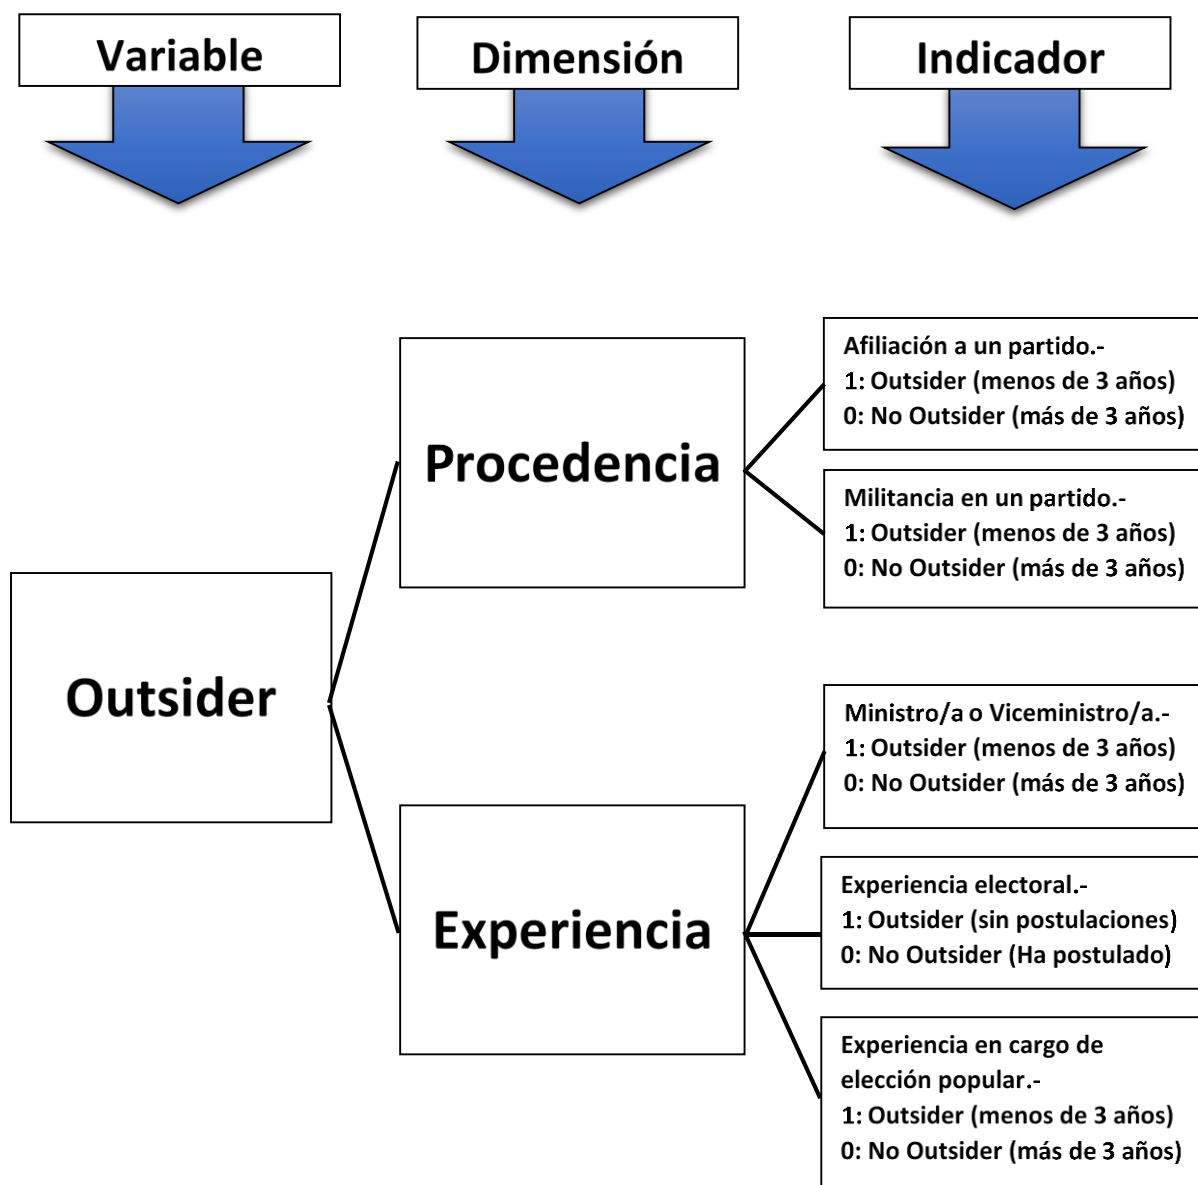 Variable
Dimensión
Indicador
Afiliación a un partido.-
1: Outsider (menos de 3 años)
0: No Outsider (más de 3 años)
Procedencia
Militancia en un partido.-
1: Outsider (menos de 3 años)
0: No Outsider (más de 3 años)
Outsider
Ministro/a o Viceministro/a.-
1: Outsider (menos de 3 años)
0: No Outsider (más de 3 años)
Experiencia
Experiencia electoral.-
1: Outsider (sin postulaciones)
0: No Outsider (Ha postulado)
Experiencia en cargo de
elección popular.-
1: Outsider (menos de 3 años)
0: No Outsider (más de 3 años)